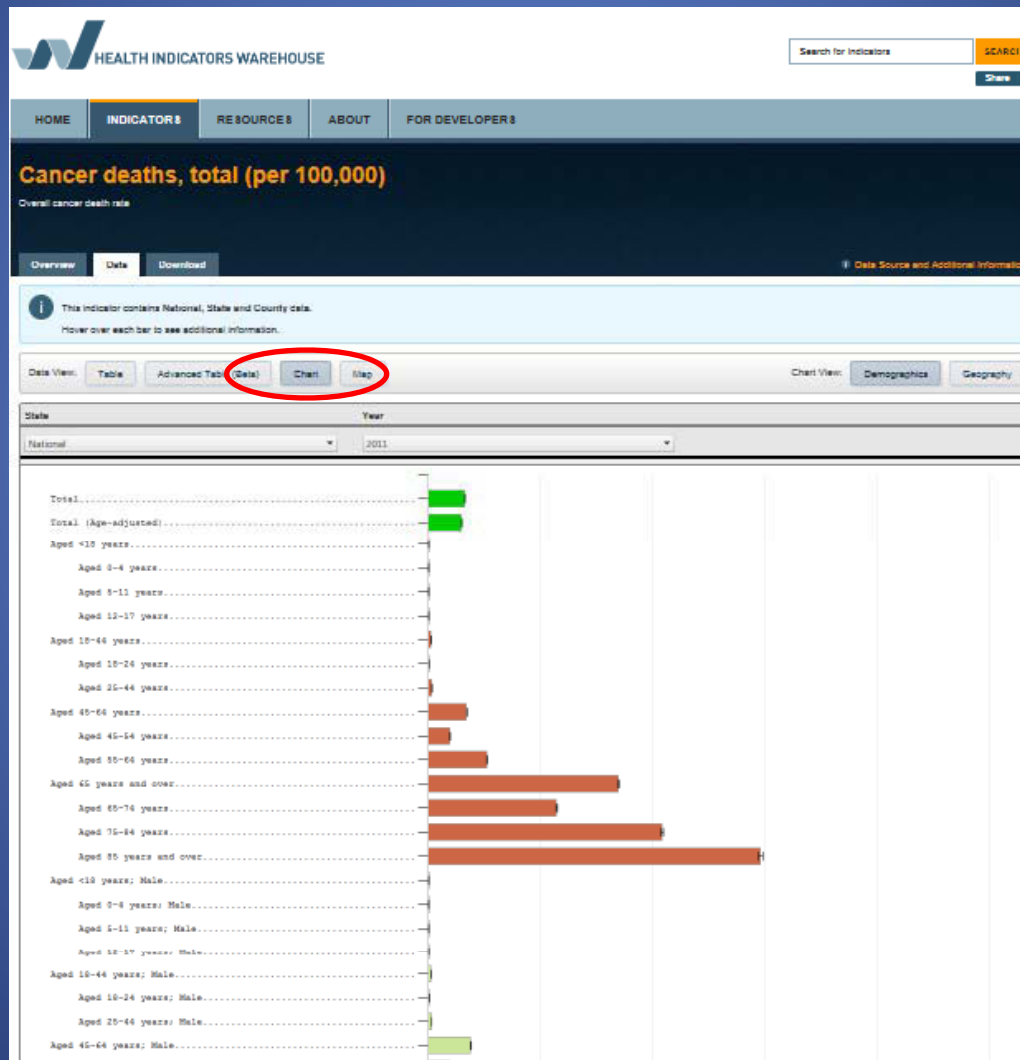 HEALTH INDICATORS WAREHOUSE
Search for Indicators
SEARCH
Share
HOME INDICATORS RESOURCES ABOUT FOR DEVELOPERS
Cancer deaths, total (per 100,000)
Overall cancer death rate
Overview Data Download
Data Source and Additional Informatio
This indicator contains National, State and County data.
Hover over each bar to see additional information.
Data View: Table Advanced Table (Beta) Chart Map Chart View: Demographics Geography
State Year
National 2011
Total
Total (Age-adjusted)
Aged <18 years
Aged 0-4 years
Aged 5-11 years
Aged 12-17 years
Aged 18-44 years
Aged 18-24 years
Aged 25-44 years
Aged 45-64 years
Aged 45-54 years
Aged 55-64 years
Aged 65 years and over
Aged 65-74 years
Aged 75-84 years
Aged 85 years and over
Aged <18 years; Male
Aged 0-4 years; Male
Aged 5-11 years; Male
Aged 12-17 years; Male
Aged 18-44 years; Male
Aged 18-24 years; Male
Aged 25-44 years; Male
Aged 45-64 years; Male